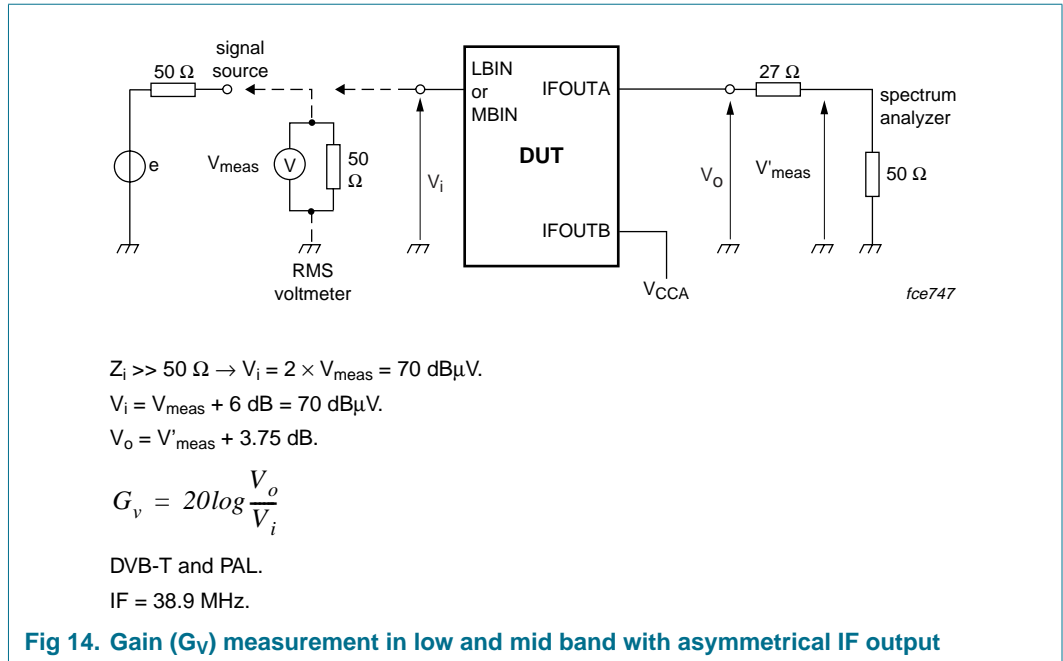 signal
source
50 Ω
e
Vmeas
V
50
Ω
RMS
voltmeter
Vi
LBIN
or
MBIN
IFOUTA
DUT
IFOUTB
VCCA
27 Ω
Vo
V'meas
spectrum
analyzer
50 Ω
fce747
Zi >> 50 Ω → Vi = 2 × Vmeas = 70 dBμV.
Vi = Vmeas + 6 dB = 70 dBμV.
Vo = V'meas + 3.75 dB.
Gv = 20log Vo/Vi
DVB-T and PAL.
IF = 38.9 MHz.
Fig 14. Gain (GV) measurement in low and mid band with asymmetrical IF output